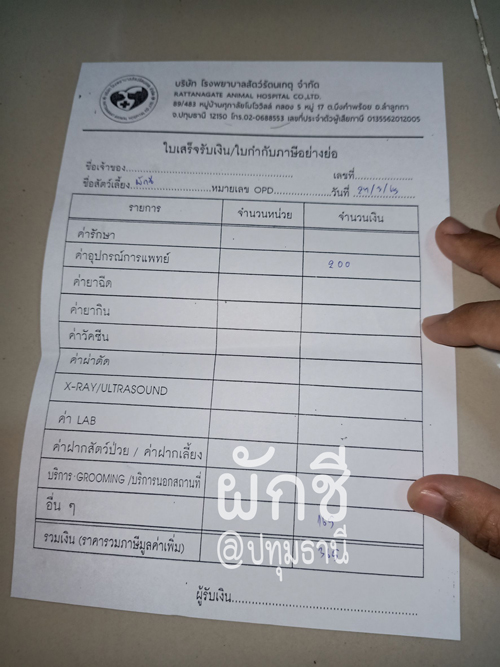 บริษัท โรงพยาบาลสัตว์รัตนเกตุ จำกัด
RATTANAGATE ANIMAL HOSPITAL CO.,LTD.
89/483 หมู่บ้านศุภาลัยไบโอวิลล์ คลอง 5 หมู่ 17 ต.บึงคำพร้อย อ.ลำลูกกา
จ.ปทุมธานี 12150 โทร.02-0688553 เลขที่ประจำตัวผู้เสียภาษี 0135562012005
ใบเสร็จรับเงิน/ใบกำกับภาษีอย่างย่อ
ชื่อเจ้าของ เลขที่
ชื่อสัตว์เลี้ยง ผักชี หมายเลข OPD วันที่
รายการ จำนวนหน่วย จำนวนเงิน
ค่ารักษา
ค่าอุปกรณ์การแพทย์ 200
ค่ายาฉีด
ค่ายากิน
ค่าวัคซีน
ค่าผ่าตัด
X-RAY/ULTRASOUND
ค่า LAB
ค่าฝากสัตว์ป่วย / ค่าฝากเลี้ยง
บริการ GROOMING /บริการนอกสถานที่
อื่น ๆ
รวมเงิน (ราคารวมภาษีมูลค่าเพิ่ม)
ผู้รับเงิน
ผักชี
@ปทุมธานี